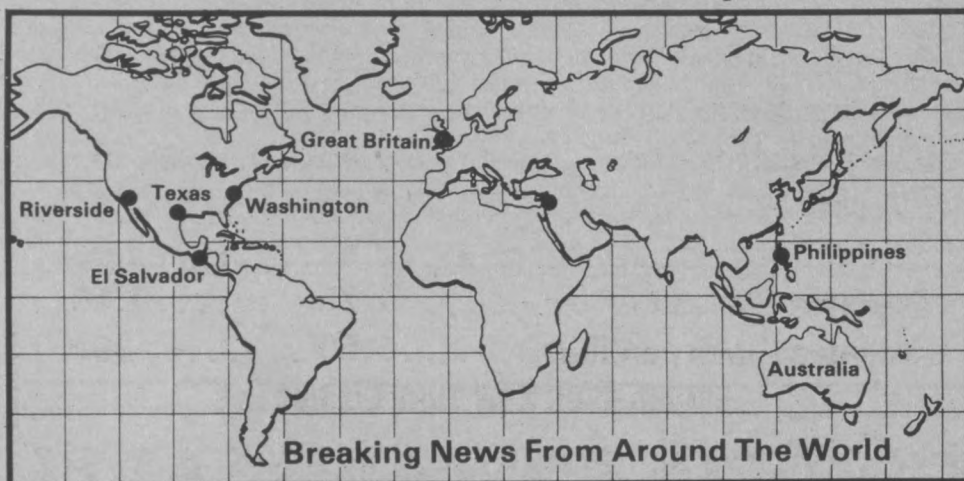 Great Britain
Texas
Riverside
Washington
El Salvador
Philippines
Australia
Breaking News From Around The World